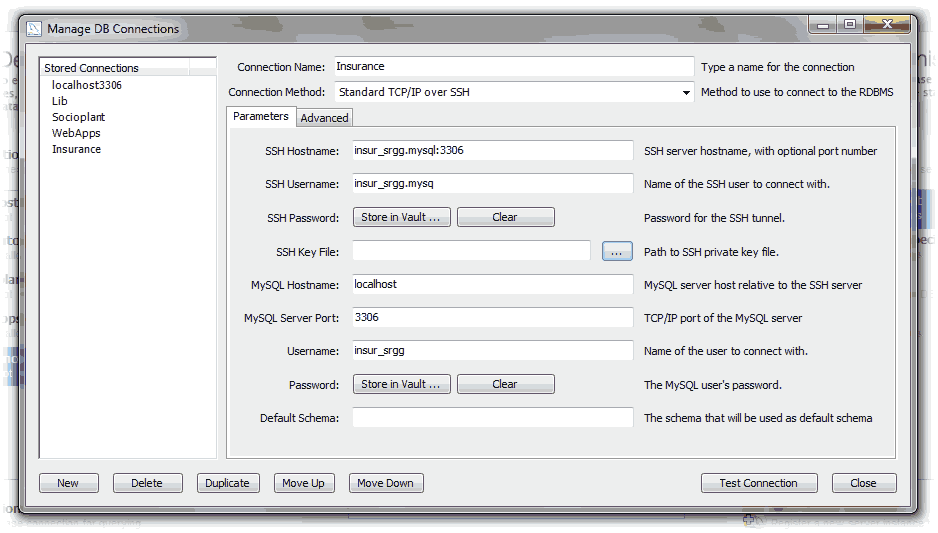 Manage DB Connections
Stored Connections
localhost3306
Lib
Socioplant
WebApps
Insurance
Connection Name: Insurance Type a name for the connection
Connection Method: Standard TCP/IP over SSH Method to use to connect to the RDBMS
Parameters Advanced
SSH Hostname: insur_srgg.mysql:3306 SSH server hostname, with optional port number
SSH Username: insur_srgg.mysq Name of the SSH user to connect with.
SSH Password: Store in Vault ... Clear Password for the SSH tunnel.
SSH Key File: ... Path to SSH private key file.
MySQL Hostname: localhost MySQL server host relative to the SSH server
MySQL Server Port: 3306 TCP/IP port of the MySQL server
Username: insur_srgg Name of the user to connect with.
Password: Store in Vault ... Clear The MySQL user's password.
Default Schema: The schema that will be used as default schema
New Delete Duplicate Move Up Move Down Test Connection Close
Register a new server instance